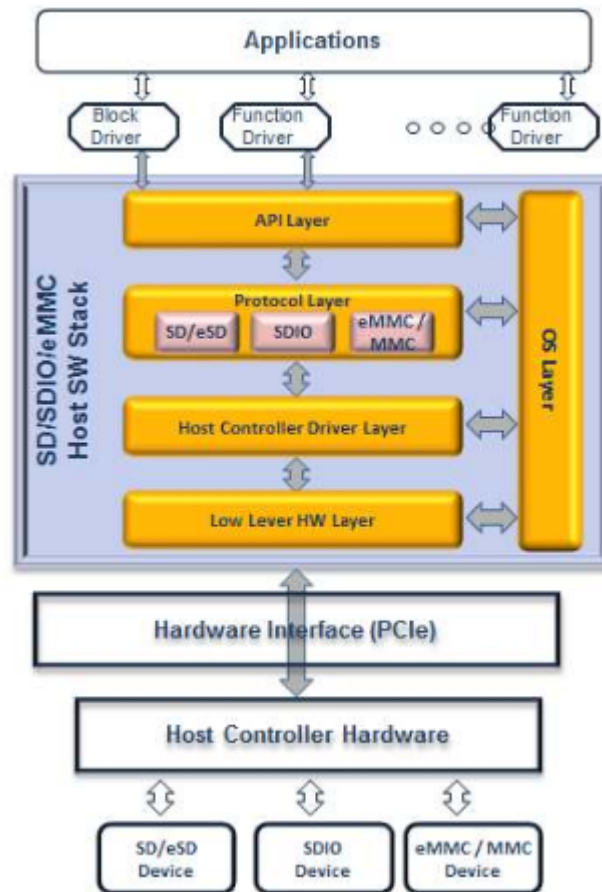 Applications
Block
Driver
Function
Driver
Function
Driver
SD/SDIO/eMMC
Host SW Stack
API Layer
Protocol Layer
SD/eSD
SDIO
eMMC /
MMC
Host Controller Driver Layer
Low Lever HW Layer
OS Layer
Hardware Interface (PCIe)
Host Controller Hardware
SD/eSD
Device
SDIO
Device
eMMC / MMC
Device